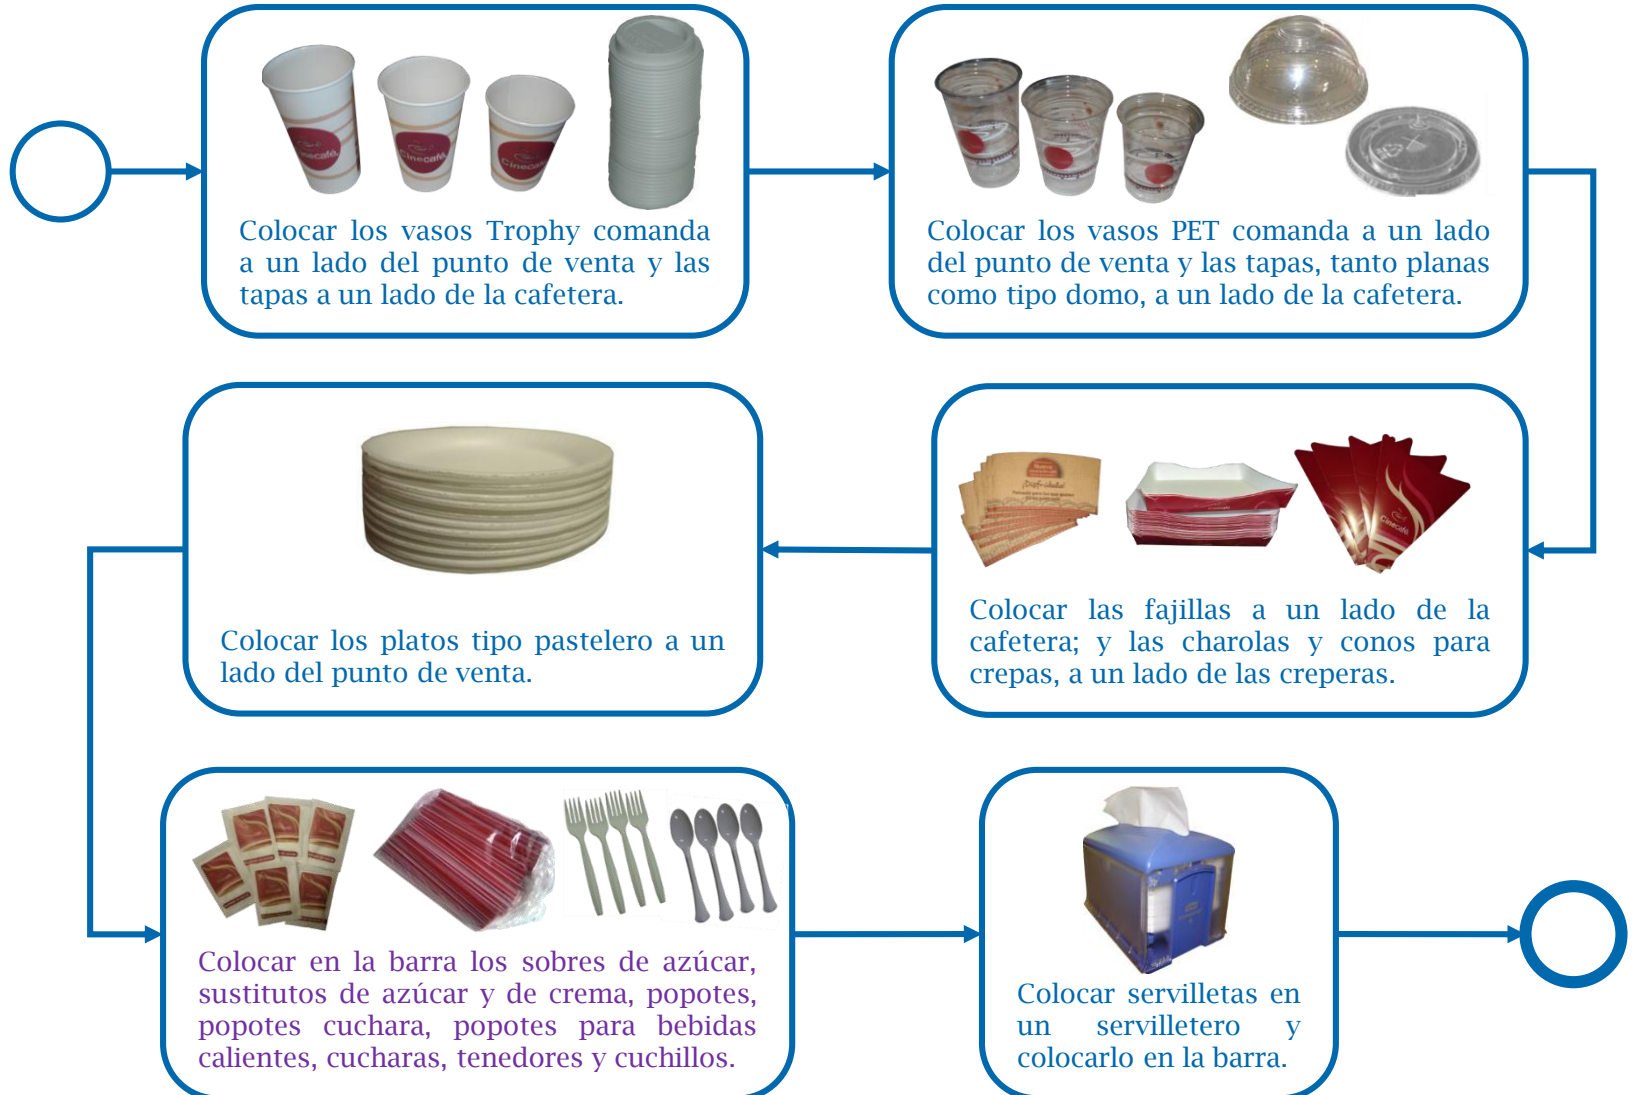 Cinecafé.
Cinecafé.
Colocar los vasos Trophy comanda
a un lado del punto de venta y las
tapas a un lado de la cafetera.
Colocar los vasos PET comanda a un lado
del punto de venta y las tapas, tanto planas
como tipo domo, a un lado de la cafetera.
¡Disfrútala!
Cinecafé.
Colocar las fajillas a un lado de la
cafetera; y las charolas y conos para
crepas, a un lado de las creperas.
Colocar los platos tipo pastelero a un
lado del punto de venta.
Colocar en la barra los sobres de azúcar,
sustitutos de azúcar y de crema, popotes,
popotes cuchara, popotes para bebidas
calientes, cucharas, tenedores y cuchillos.
Colocar servilletas en
un servilletero y
colocarlo en la barra.